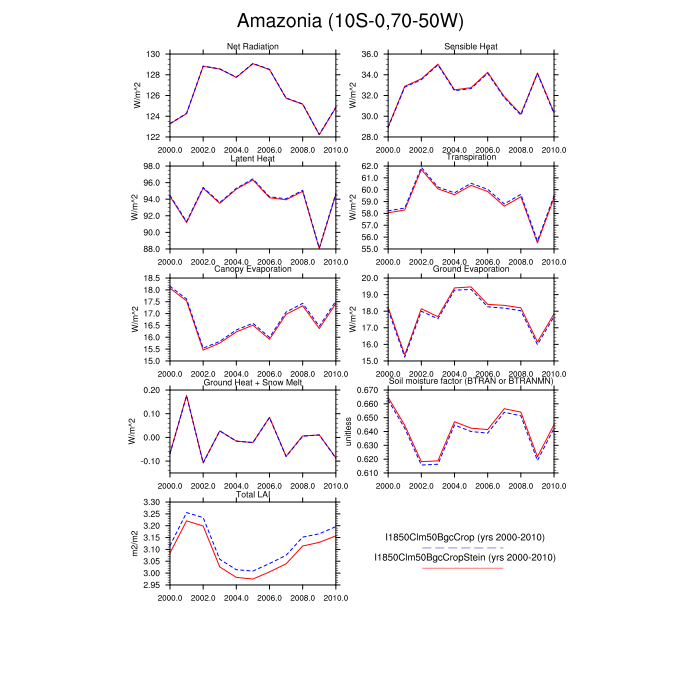 Amazonia (10S-0,70-50W)
Net Radiation
W/m^2
130
128
126
124
122
2000.0 2002.0 2004.0 2006.0 2008.0 2010.0
Sensible Heat
W/m^2
36.0
34.0
32.0
30.0
28.0
2000.0 2002.0 2004.0 2006.0 2008.0 2010.0
Latent Heat
W/m^2
98.0
96.0
94.0
92.0
90.0
88.0
2000.0 2002.0 2004.0 2006.0 2008.0 2010.0
Transpiration
W/m^2
62.0
61.0
60.0
59.0
58.0
57.0
56.0
55.0
2000.0 2002.0 2004.0 2006.0 2008.0 2010.0
Canopy Evaporation
W/m^2
18.5
18.0
17.5
17.0
16.5
16.0
15.5
15.0
2000.0 2002.0 2004.0 2006.0 2008.0 2010.0
Ground Evaporation
W/m^2
20.0
19.0
18.0
17.0
16.0
15.0
2000.0 2002.0 2004.0 2006.0 2008.0 2010.0
Ground Heat + Snow Melt
W/m^2
0.20
0.10
0.00
-0.10
2000.0 2002.0 2004.0 2006.0 2008.0 2010.0
Soil moisture factor (BTRAN or BTRANMN)
unitless
0.670
0.660
0.650
0.640
0.630
0.620
0.610
2000.0 2002.0 2004.0 2006.0 2008.0 2010.0
Total LAI
m2/m2
3.30
3.25
3.20
3.15
3.10
3.05
3.00
2.95
2000.0 2002.0 2004.0 2006.0 2008.0 2010.0
I1850Clm50BgcCrop (yrs 2000-2010)
I1850Clm50BgcCropStein (yrs 2000-2010)